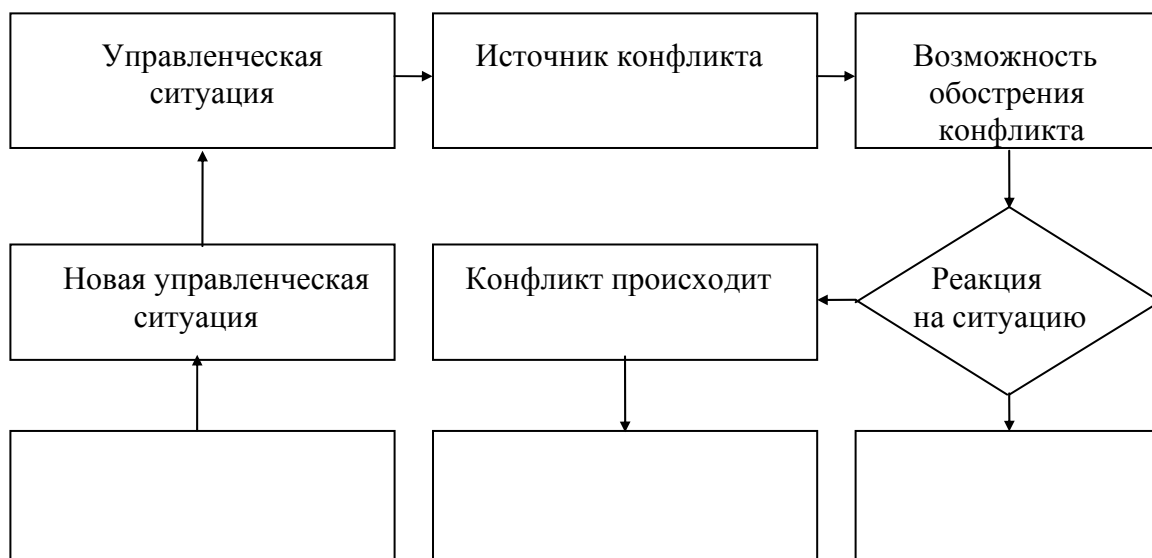 Управленческая
ситуация
Источник конфликта
Возможность
обострения
конфликта
Новая управленческая
ситуация
Конфликт происходит
Реакция
на ситуацию